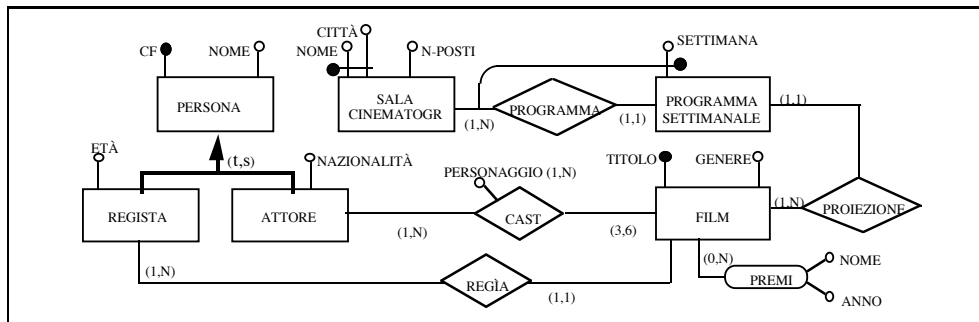 CITTÀ
CF NOME NOME N-POSTI SETTIMANA
PERSONA SALA CINEMATOGR PROGRAMMA PROGRAMMA SETTIMANALE
(1,N) (1,1) (1,1)
(t,s)
ETÀ NAZIONALITÀ PERSONAGGIO (1,N) TITOLO GENERE
REGISTA ATTORE CAST FILM (1,N) PROIEZIONE
(1,N) (3,6)
(1,N) REGÌA (1,1) (0,N) PREMI NOME
ANNO